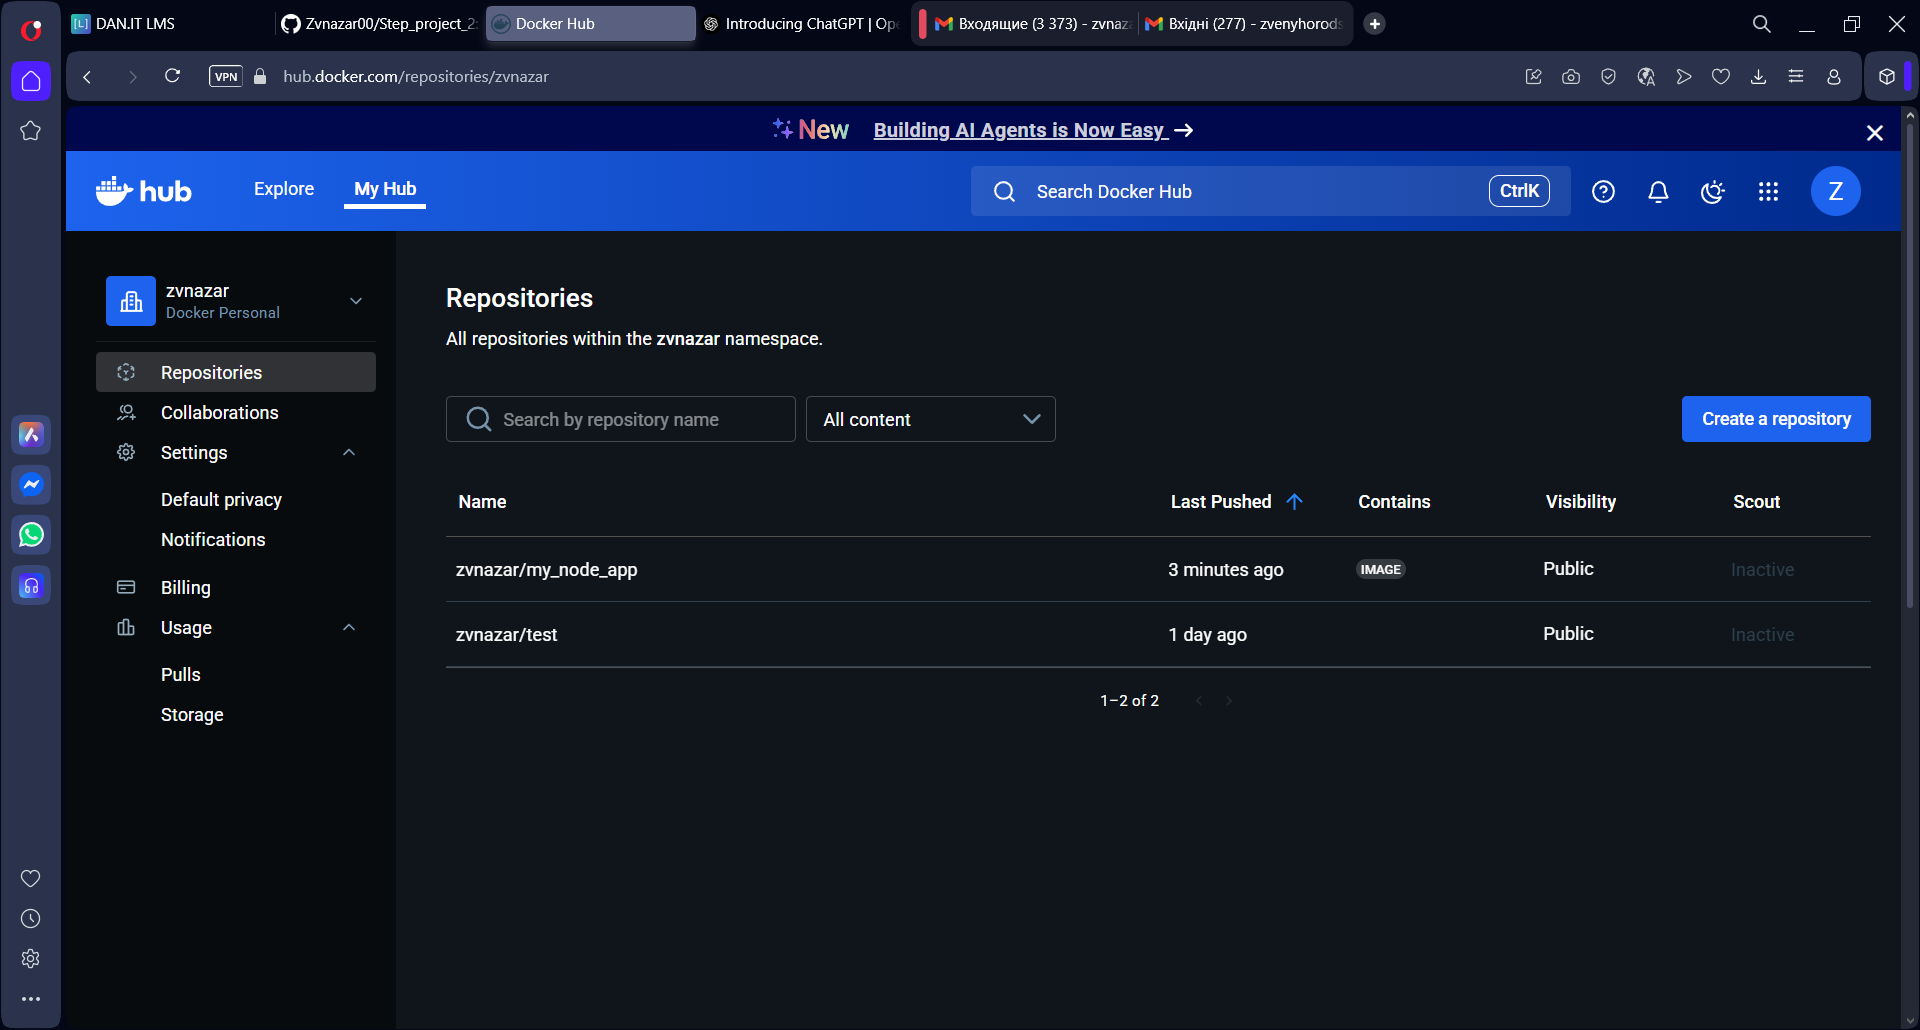 DAN.IT LMS
Zvnazar00/Step_project_2
Docker Hub
Introducing ChatGPT | Ope
Входящие (3 373) - zvnaza
Вхідні (277) - zvenyhorods
VPN
hub.docker.com/repositories/zvnazar
New Building AI Agents is Now Easy →
hub
Explore
My Hub
Search Docker Hub
CtrlK
Z
zvnazar
Docker Personal
Repositories
Collaborations
Settings
Default privacy
Notifications
Billing
Usage
Pulls
Storage
Repositories
All repositories within the zvnazar namespace.
Search by repository name
All content
Create a repository
Name Last Pushed Contains Visibility Scout
zvnazar/my_node_app 3 minutes ago IMAGE Public Inactive
zvnazar/test 1 day ago Public Inactive
1–2 of 2